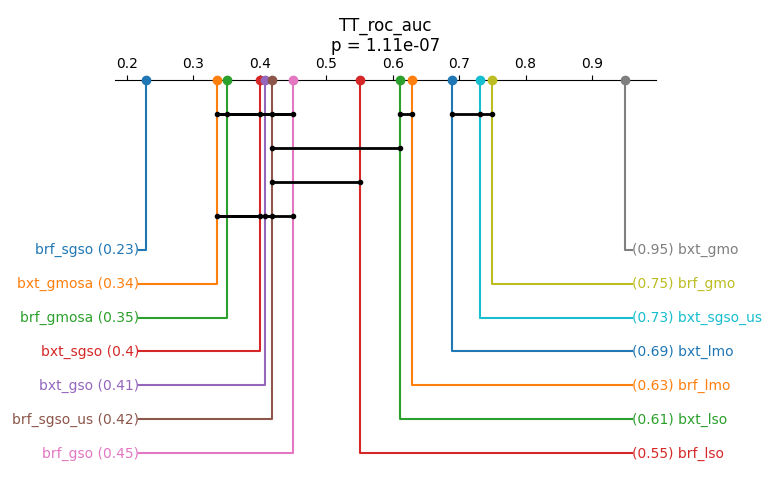 TT_roc_auc
p = 1.11e-07
0.2 0.3 0.4 0.5 0.6 0.7 0.8 0.9
brf_sgso (0.23) (0.95) bxt_gmo
bxt_gmosa (0.34) (0.75) brf_gmo
brf_gmosa (0.35) (0.73) bxt_sgso_us
bxt_sgso (0.4) (0.69) bxt_lmo
bxt_gso (0.41) (0.63) brf_lmo
brf_sgso_us (0.42) (0.61) bxt_lso
brf_gso (0.45) (0.55) brf_lso